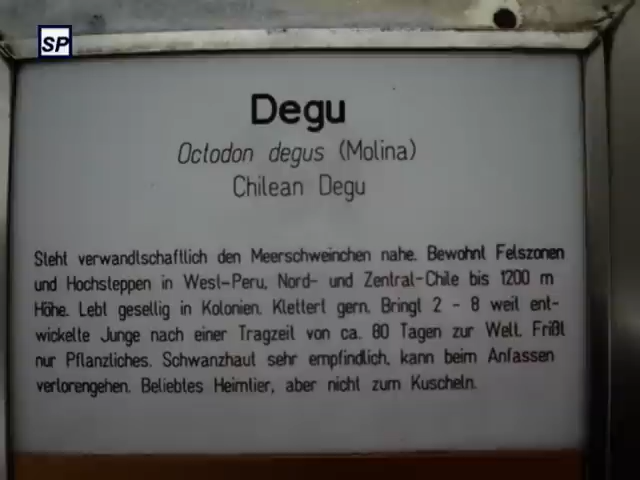 SP
Degu
Octodon degus (Molina)
Chilean Degu
Steht verwandtschaftlich den Meerschweinchen nahe. Bewohnt Felszonen
und Hochsteppen in West-Peru, Nord- und Zentral-Chile bis 1200 m
Höhe. Lebt gesellig in Kolonien. Klettert gern. Bringt 2 - 8 weit ent-
wickelte Junge nach einer Tragzeit von ca. 80 Tagen zur Welt. Frißt
nur Pflanzliches. Schwanzhaut sehr empfindlich, kann beim Anfassen
verlorengehen. Beliebtes Heimtier, aber nicht zum Kuscheln.